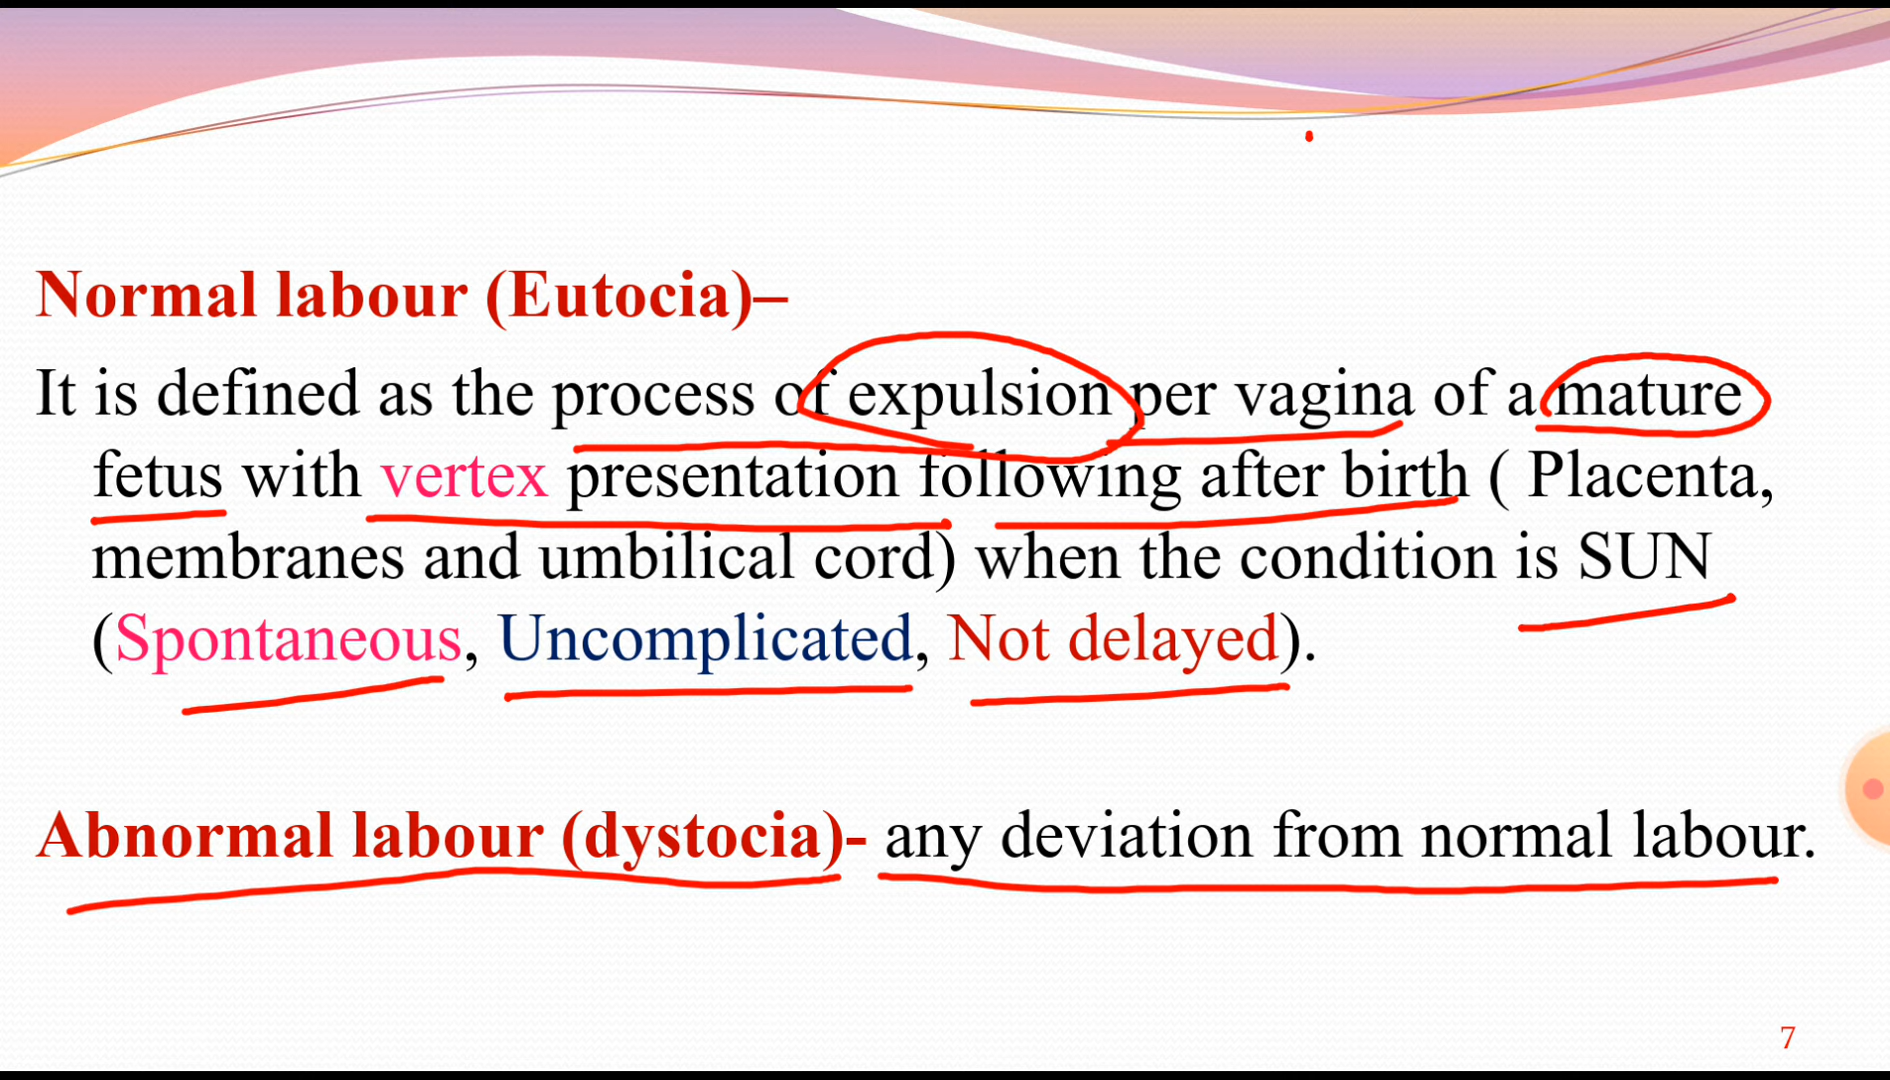 Normal labour (Eutocia)–
It is defined as the process of expulsion per vagina of a mature
fetus with vertex presentation following after birth ( Placenta,
membranes and umbilical cord) when the condition is SUN
(Spontaneous, Uncomplicated, Not delayed).
Abnormal labour (dystocia)- any deviation from normal labour.
7